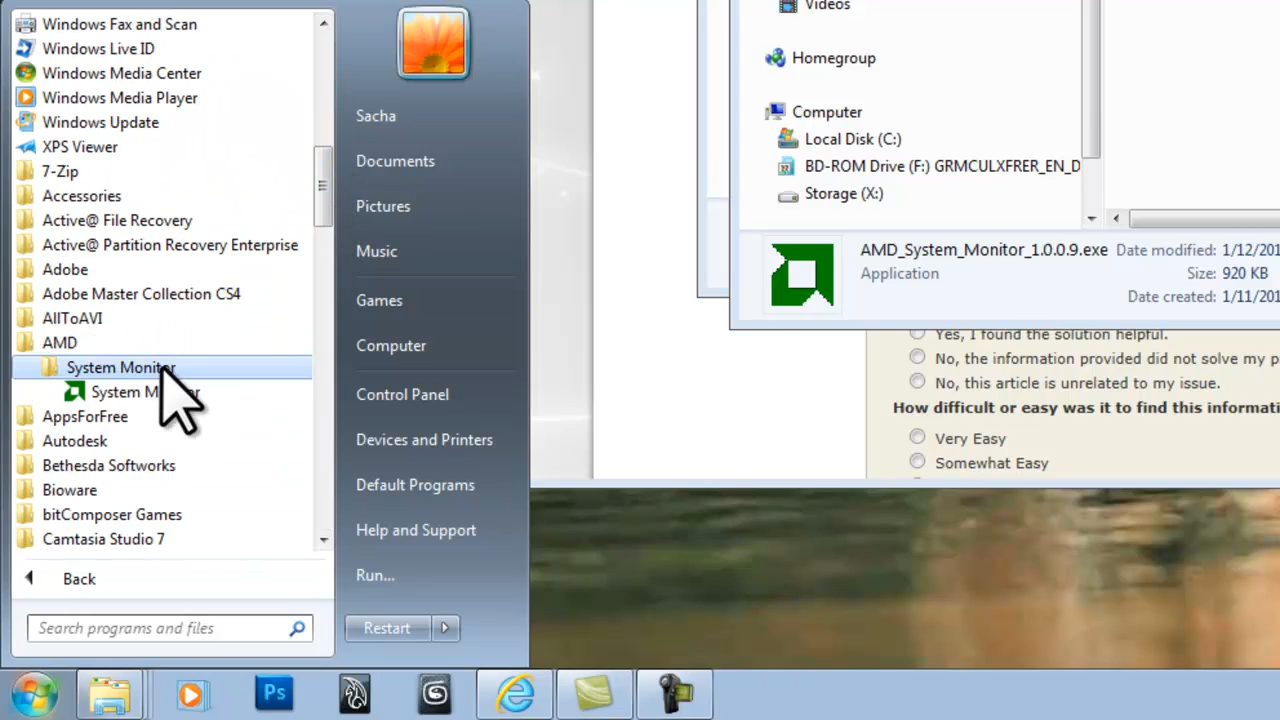 Windows Fax and Scan
Windows Live ID
Windows Media Center
Windows Media Player
Windows Update
XPS Viewer
7-Zip
Accessories
Active@ File Recovery
Active@ Partition Recovery Enterprise
Adobe
Adobe Master Collection CS4
AllToAVI
AMD
System Monitor
System M
AppsForFree
Autodesk
Bethesda Softworks
Bioware
bitComposer Games
Camtasia Studio 7
Back
Search programs and files
Sacha
Documents
Pictures
Music
Games
Computer
Control Panel
Devices and Printers
Default Programs
Help and Support
Run...
Restart
Videos
Homegroup
Computer
Local Disk (C:)
BD-ROM Drive (F:) GRMCULXFRER_EN_D
Storage (X:)
AMD_System_Monitor_1.0.0.9.exe Date modified: 1/12/201
Application Size: 920 KB
Date created: 1/11/201
Yes, I found the solution helpful.
No, the information provided did not solve my p
No, this article is unrelated to my issue.
How difficult or easy was it to find this informati
Very Easy
Somewhat Easy
Ps